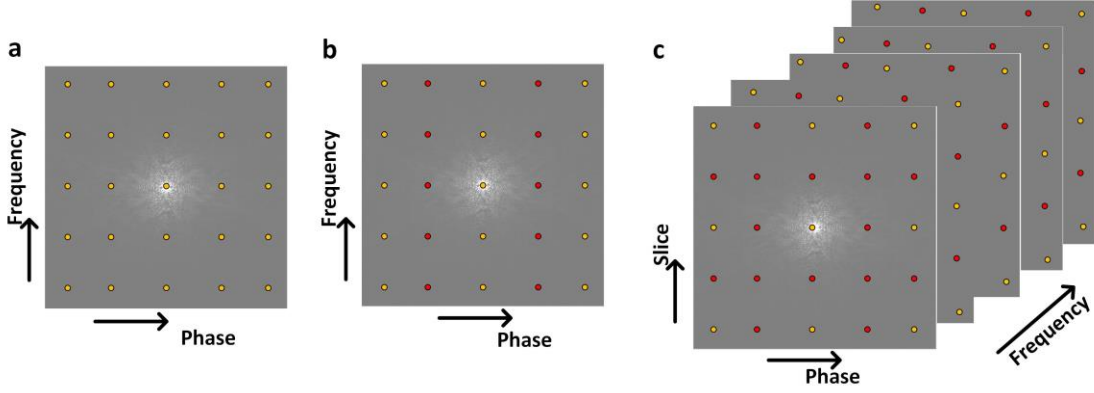 a
Frequency
Phase
b
Frequency
Phase
c
Slice
Phase
Frequency